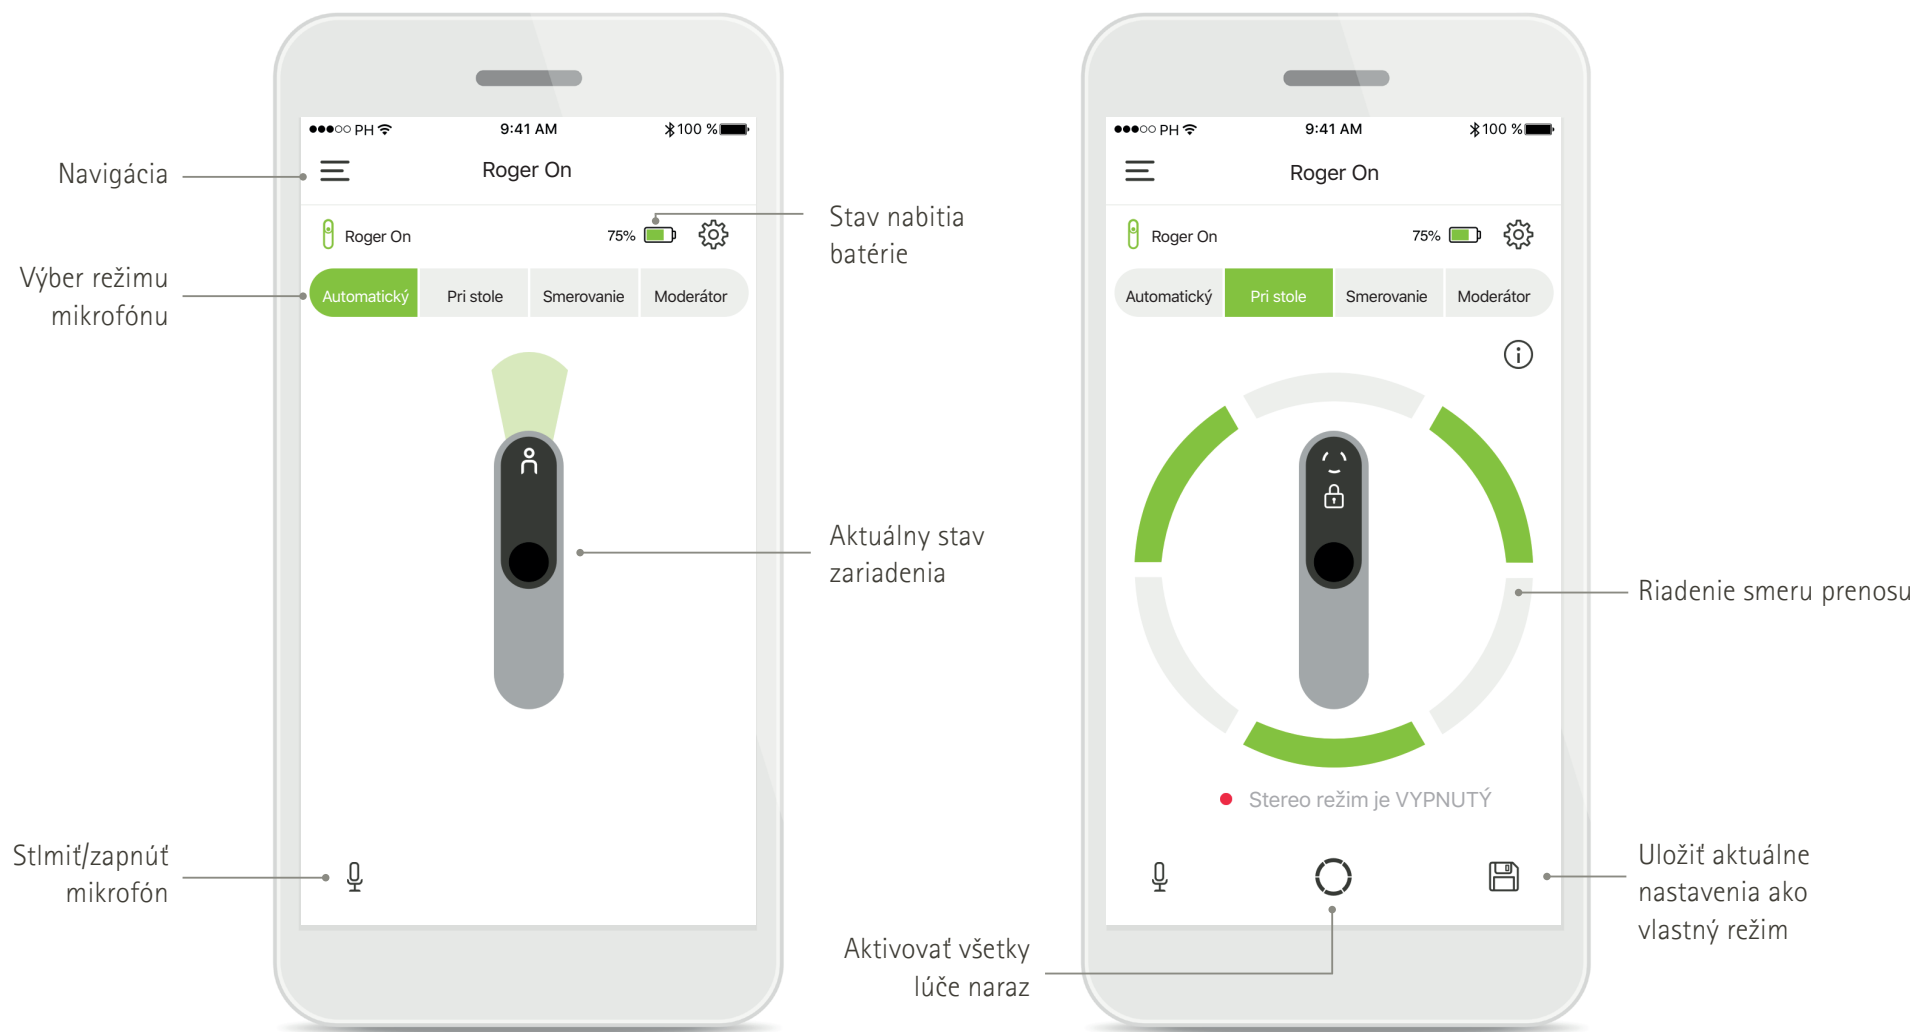 PH 9:41 AM 100 %
Roger On
Navigácia
Roger On 75%
Stav nabitia
batérie
Výber režimu
mikrofónu
Automatický Pri stole Smerovanie Moderátor
Aktuálny stav
zariadenia
Stlmiť/zapnúť
mikrofón
PH 9:41 AM 100 %
Roger On
Roger On 75%
Automatický Pri stole Smerovanie Moderátor
Riadenie smeru prenosu
Stereo režim je VYPNUTÝ
Uložiť aktuálne
nastavenia ako
vlastný režim
Aktivovať všetky
lúče naraz